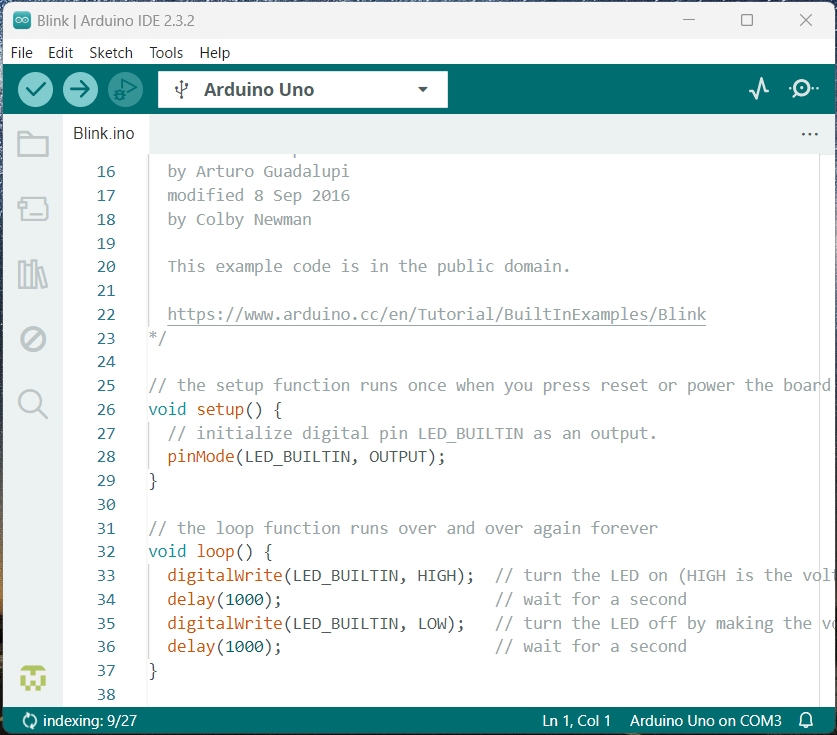 Blink | Arduino IDE 2.3.2
File Edit Sketch Tools Help
Arduino Uno
Blink.ino
16 by Arturo Guadalupi
17 modified 8 Sep 2016
18 by Colby Newman
19
20 This example code is in the public domain.
21
22 https://www.arduino.cc/en/Tutorial/BuiltInExamples/Blink
23 */
24
25 // the setup function runs once when you press reset or power the board
26 void setup() {
27 // initialize digital pin LED_BUILTIN as an output.
28 pinMode(LED_BUILTIN, OUTPUT);
29 }
30
31 // the loop function runs over and over again forever
32 void loop() {
33 digitalWrite(LED_BUILTIN, HIGH); // turn the LED on (HIGH is the
34 delay(1000); // wait for a second
35 digitalWrite(LED_BUILTIN, LOW); // turn the LED off by making the
36 delay(1000); // wait for a second
37 }
38
indexing: 9/27 Ln 1, Col 1 Arduino Uno on COM3